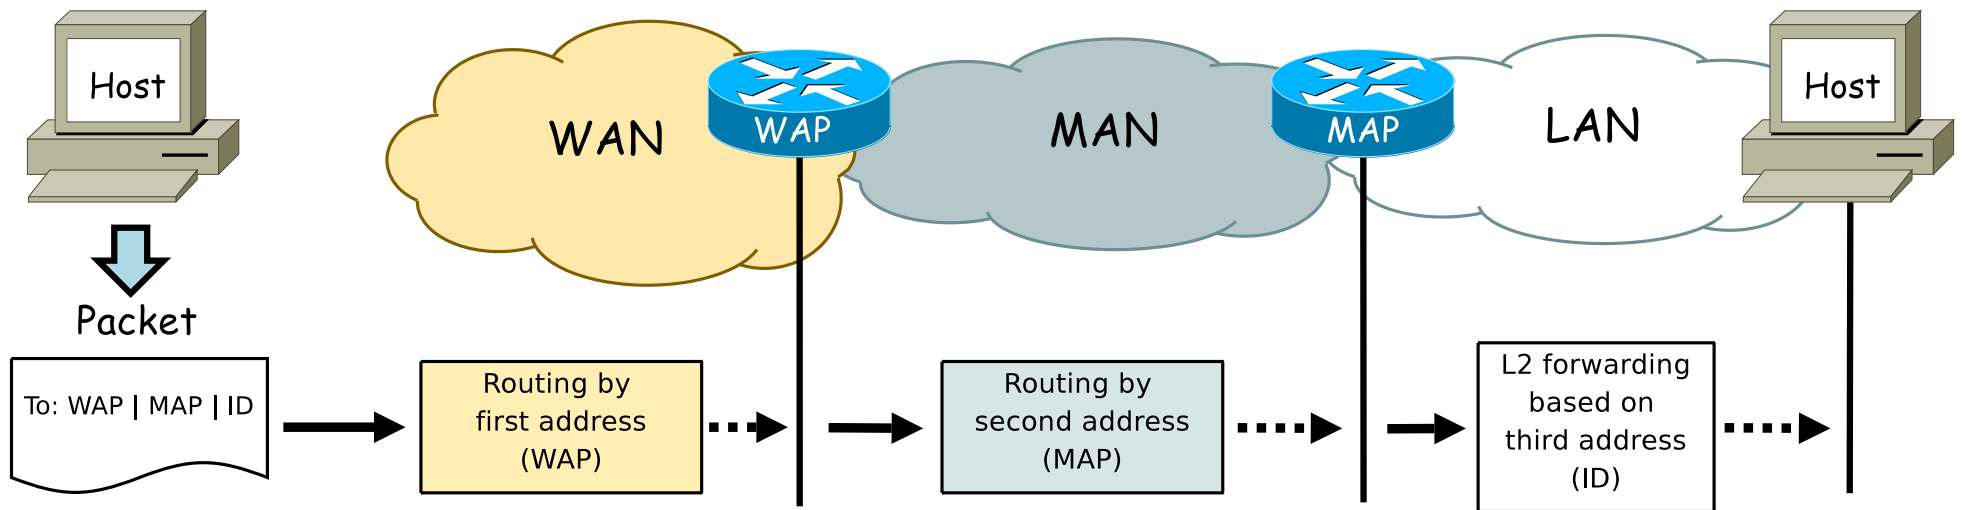 Host
WAN
WAP
MAN
MAP
LAN
Host
Packet
To: WAP | MAP | ID
Routing by
first address
(WAP)
Routing by
second address
(MAP)
L2 forwarding
based on
third address
(ID)